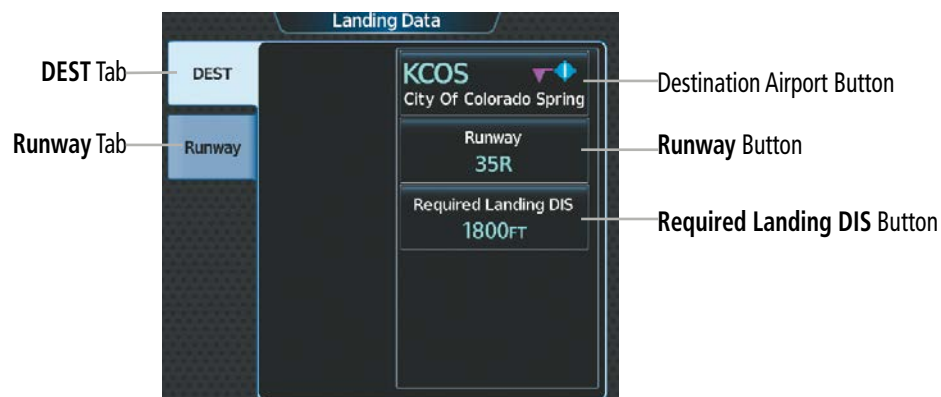 Landing Data
DEST Tab
DEST
KCOS
City Of Colorado Spring
Destination Airport Button
Runway Tab
Runway
Runway
35R
Runway Button
Required Landing DIS
1800FT
Required Landing DIS Button